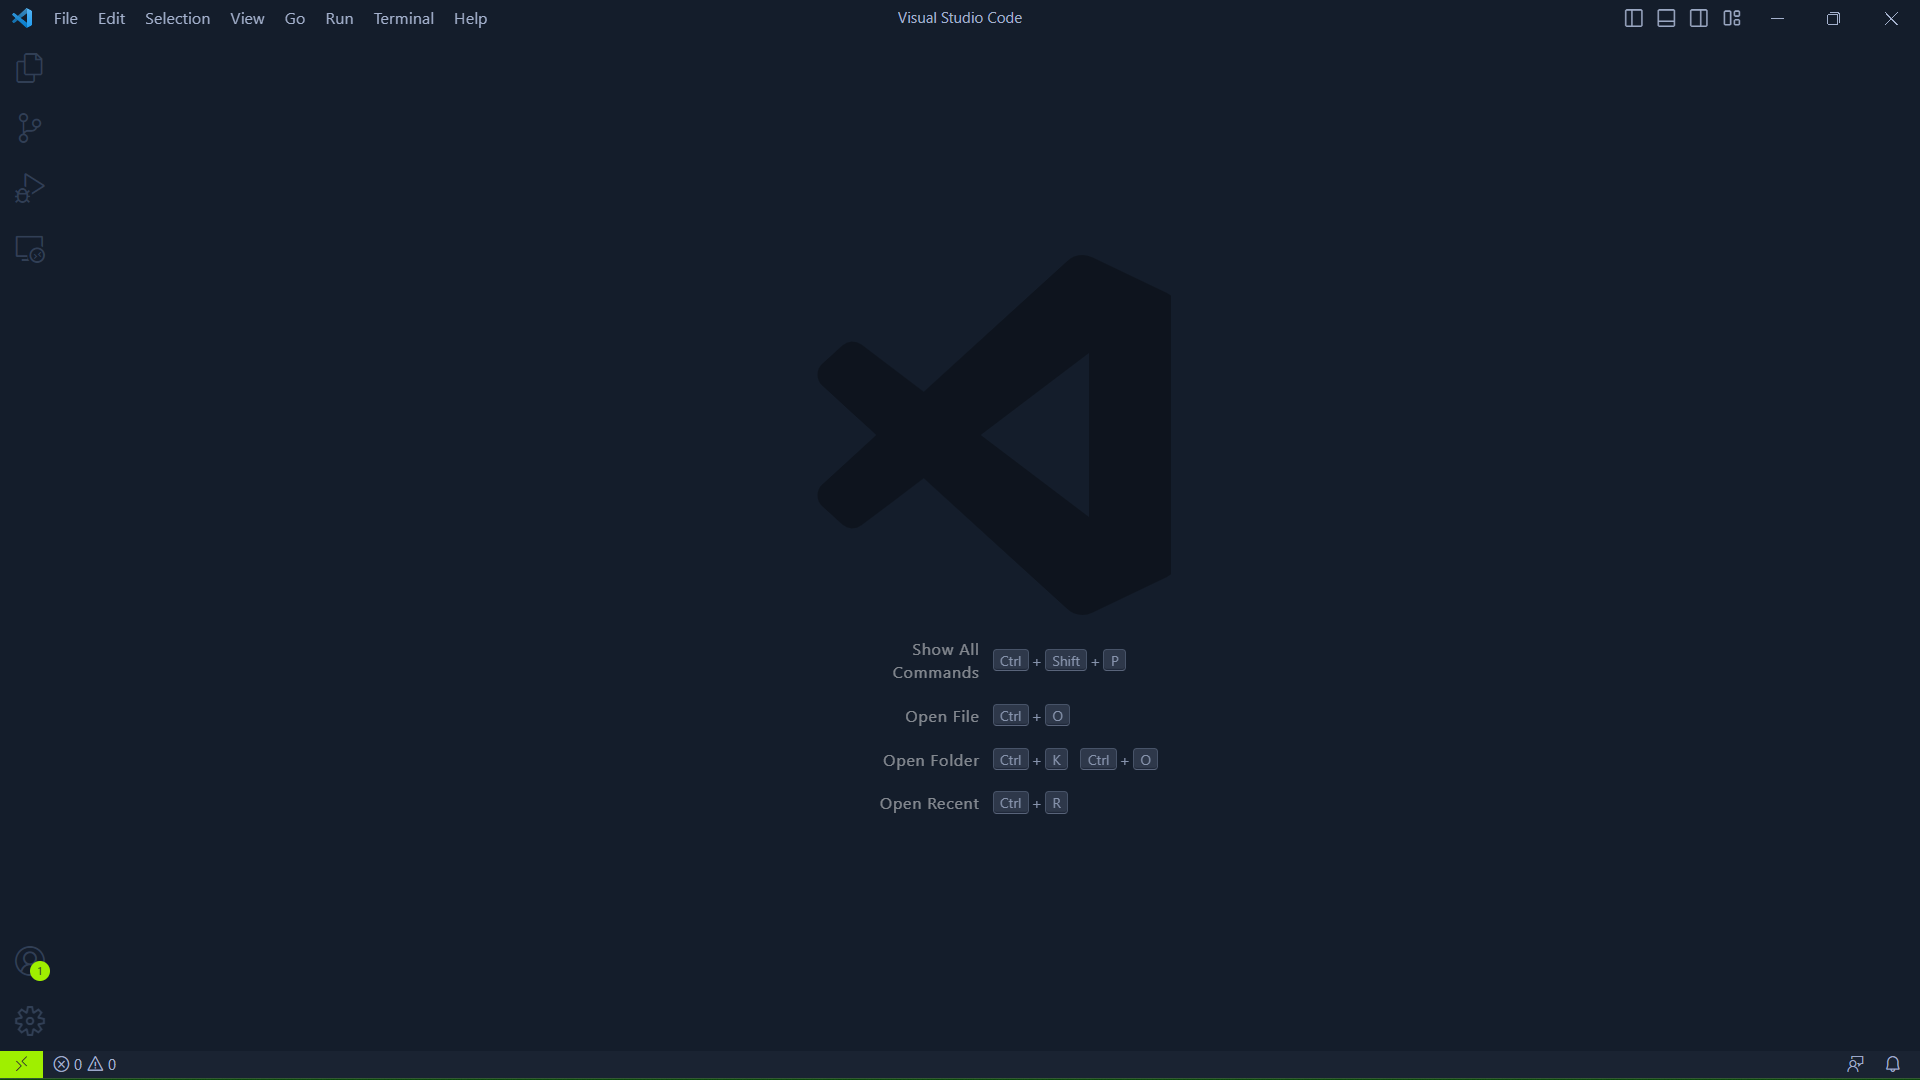 File Edit Selection View Go Run Terminal Help
Visual Studio Code
Show All
Commands
Ctrl + Shift + P
Open File Ctrl + O
Open Folder Ctrl + K Ctrl + O
Open Recent Ctrl + R
1
0 0